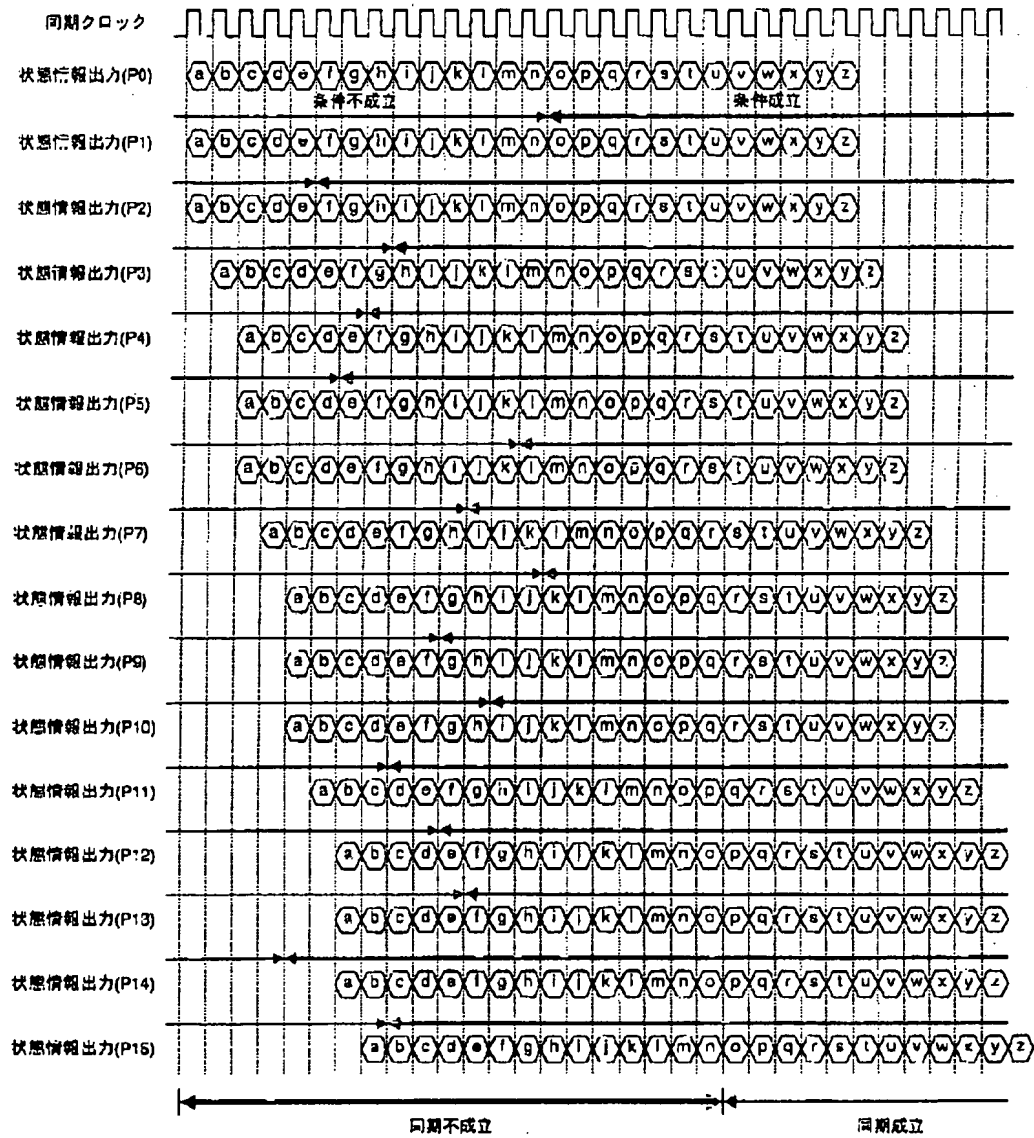 同期クロック
状態情報出力(P0) a b c d e f g h i j k l m n o p q r s t u v w x y z
条件不成立 条件成立
状態情報出力(P1) a b c d e f g h i j k l m n o p q r s t u v w x y z
状態情報出力(P2) a b c d e f g h i j k l m n o p q r s t u v w x y z
状態情報出力(P3) a b c d e f g h i j k l m n o p q r s t u v w x y z
状態情報出力(P4) a b c d e f g h i j k l m n o p q r s t u v w x y z
状態情報出力(P5) a b c d e f g h i j k l m n o p q r s t u v w x y z
状態情報出力(P6) a b c d e f g h i j k l m n o p q r s t u v w x y z
状態情報出力(P7) a b c d e f g h i j k l m n o p q r s t u v w x y z
状態情報出力(P8) a b c d e f g h i j k l m n o p q r s t u v w x y z
状態情報出力(P9) a b c d e f g h i j k l m n o p q r s t u v w x y z
状態情報出力(P10) a b c d e f g h i j k l m n o p q r s t u v w x y z
状態情報出力(P11) a b c d e f g h i j k l m n o p q r s t u v w x y z
状態情報出力(P12) a b c d e f g h i j k l m n o p q r s t u v w x y z
状態情報出力(P13) a b c d e f g h i j k l m n o p q r s t u v w x y z
状態情報出力(P14) a b c d e f g h i j k l m n o p q r s t u v w x y z
状態情報出力(P15) a b c d e f g h i j k l m n o p q r s t u v w x y z
同期不成立 同期成立